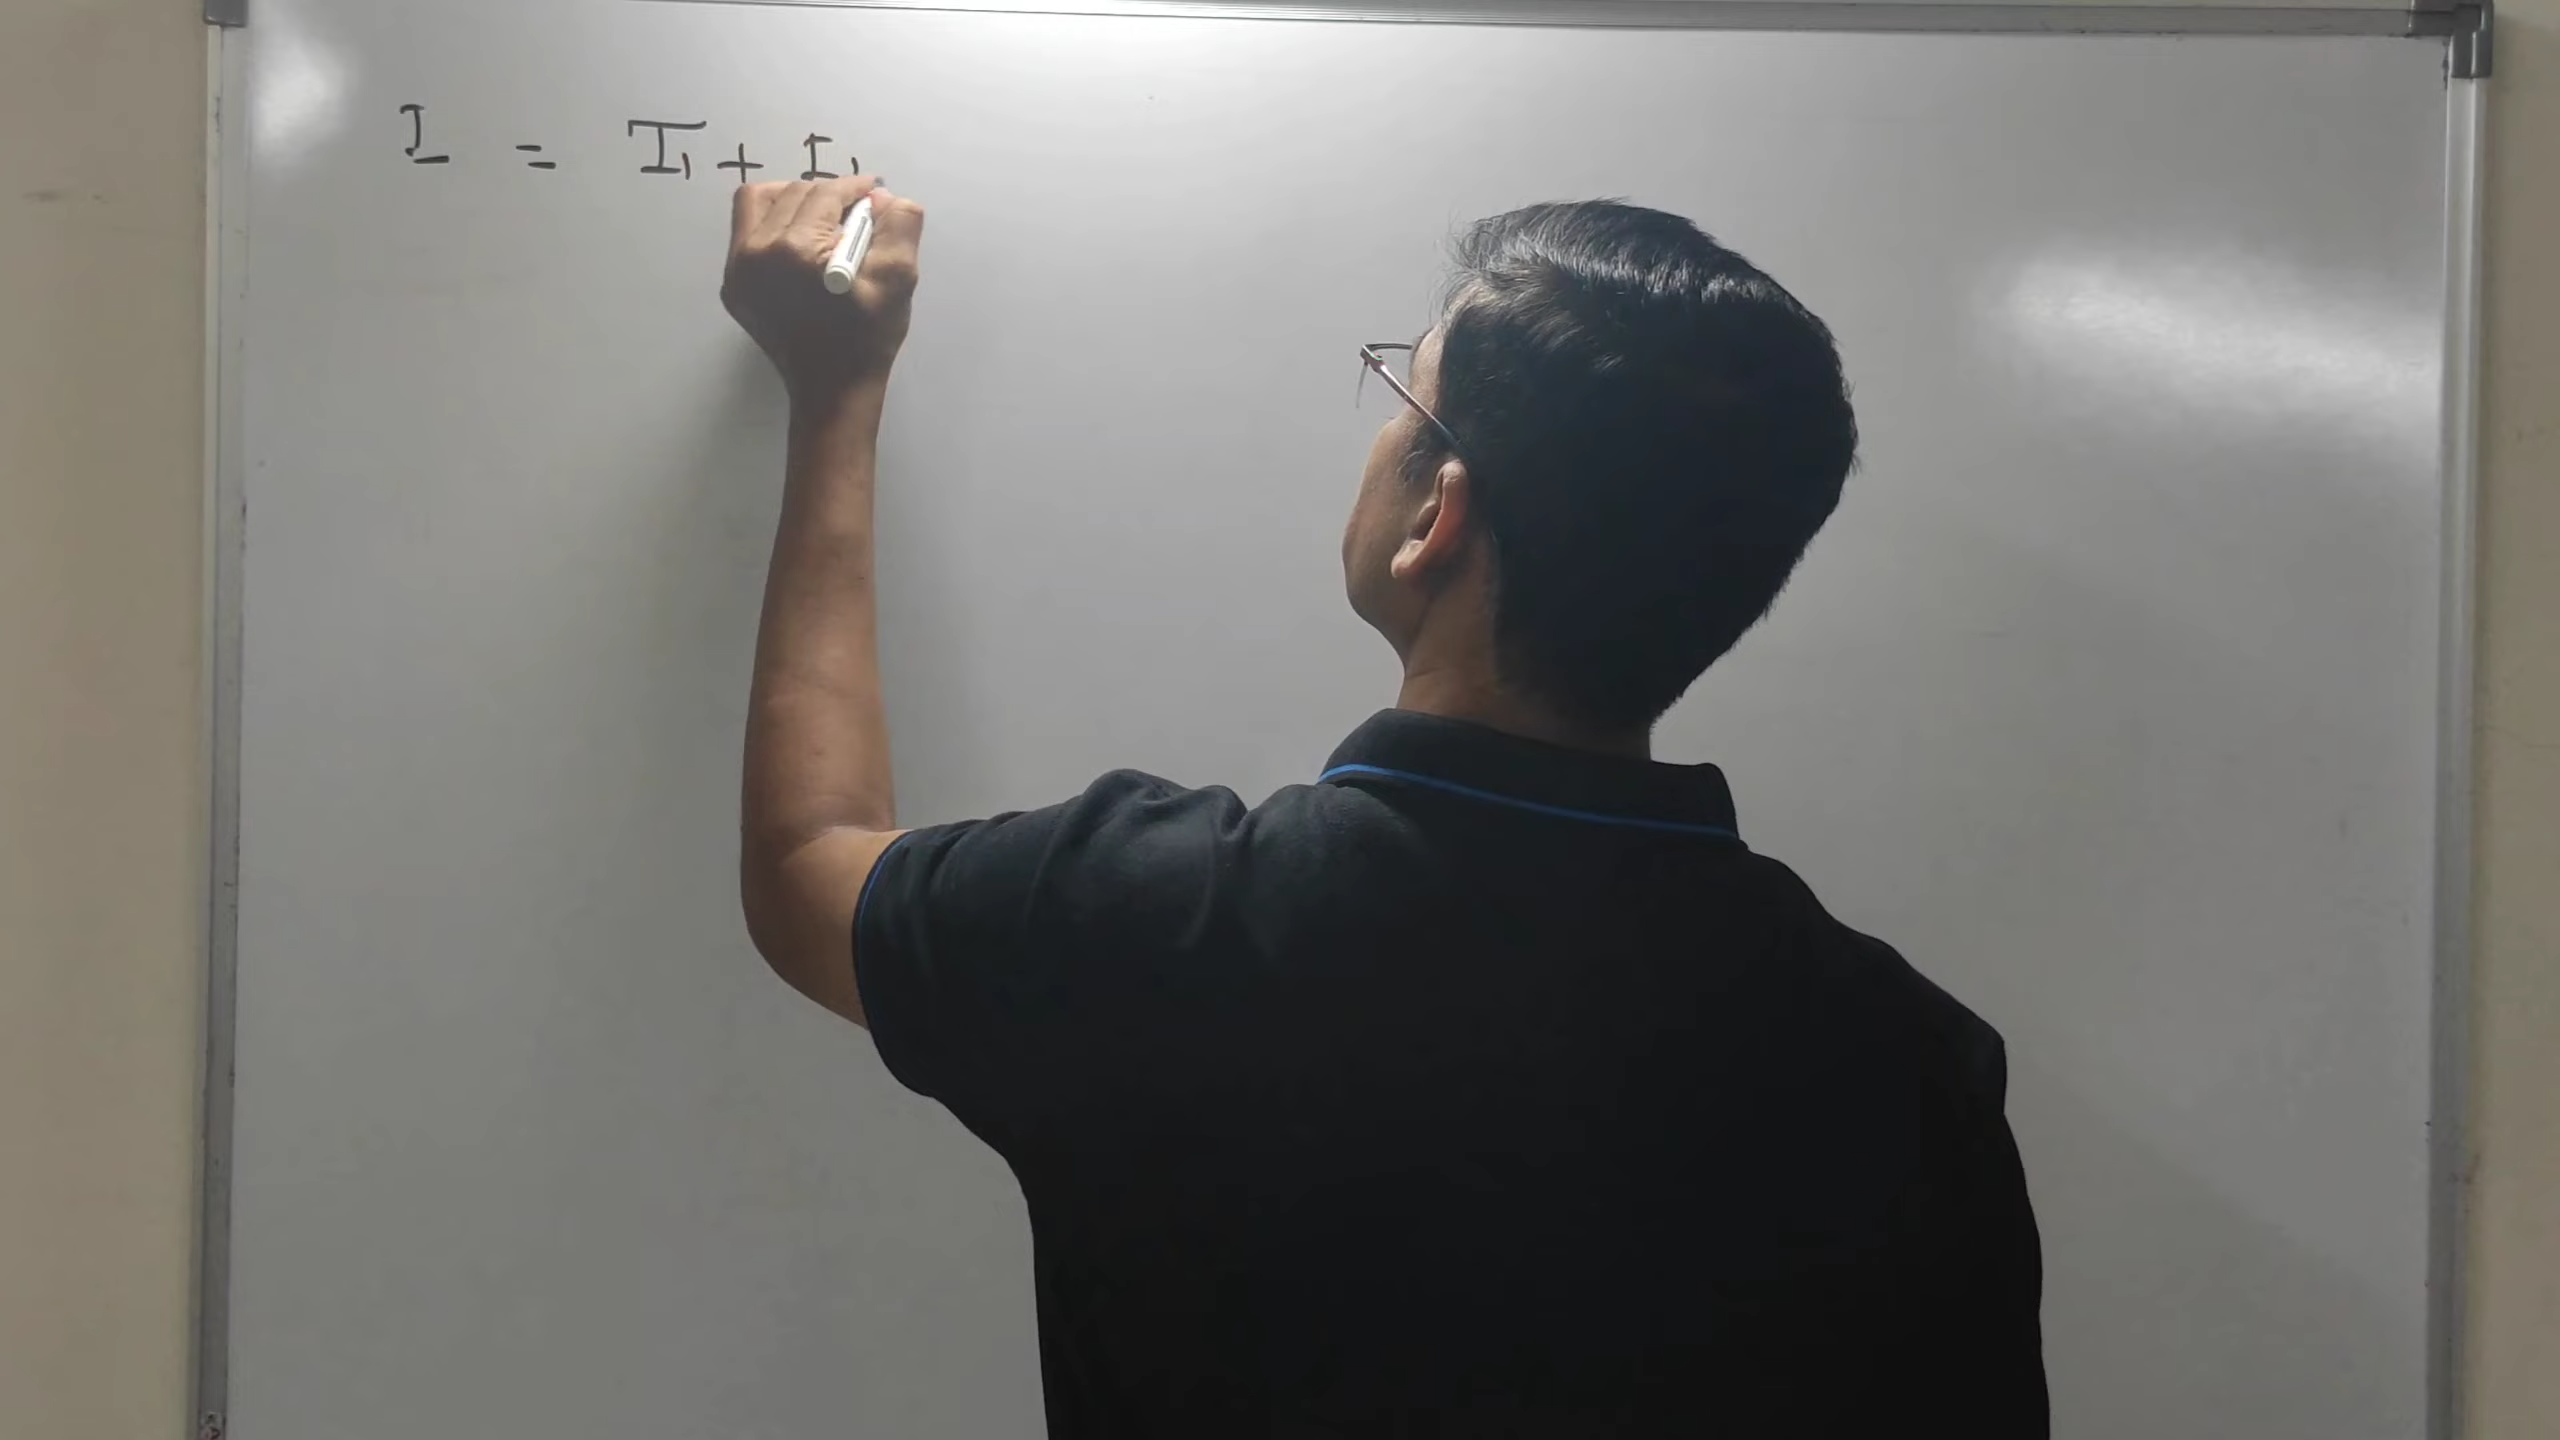 I = I₁ + I